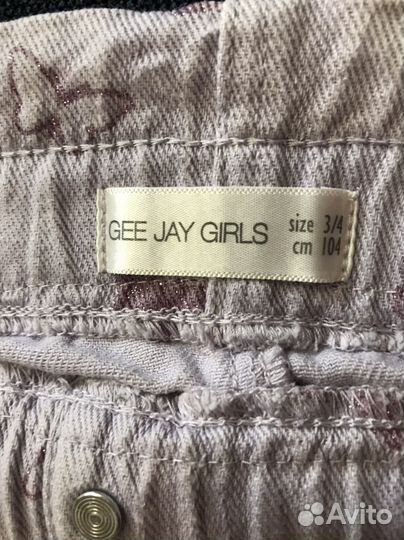 GEE JAY GIRLS
size 3/4
cm 104
Avito